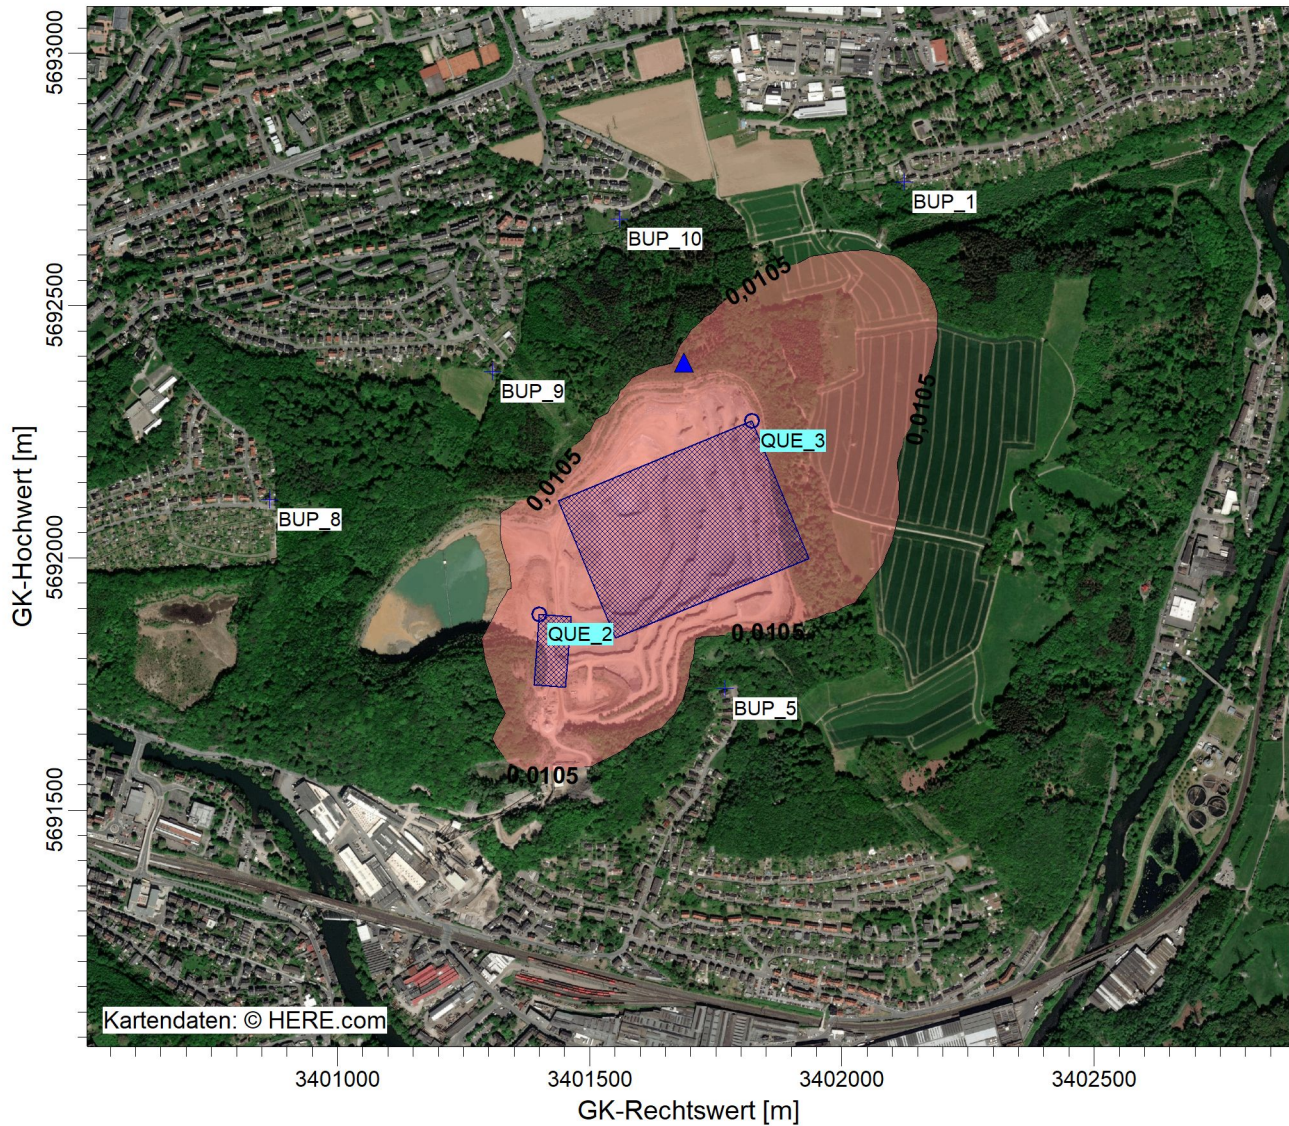 5693000
BUP_1
BUP_10
0,0105
5692500
BUP_9
0,0105
QUE_3
0,0105
BUP_8
5692000
QUE_2
0,0105
BUP_5
0,0105
5691500
GK-Hochwert [m]
Kartendaten: © HERE.com
3401000
3401500
3402000
3402500
GK-Rechtswert [m]